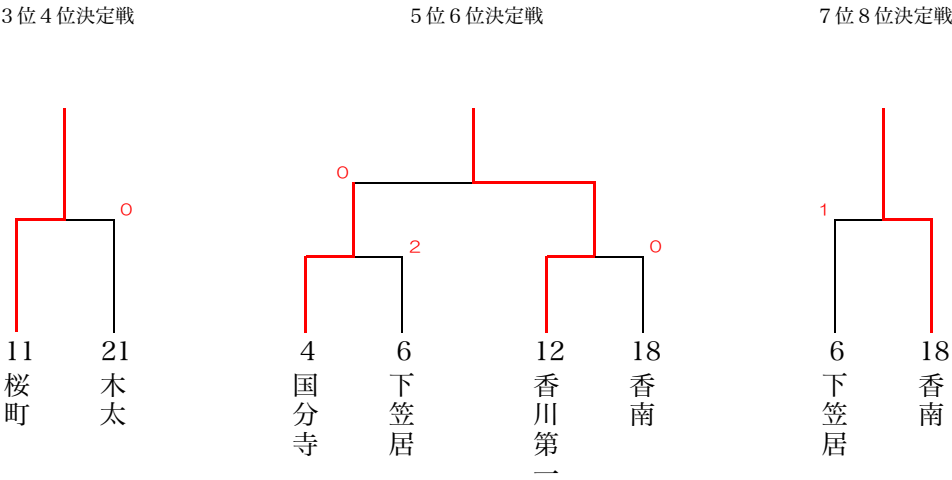 ３位４位決定戦
５位６位決定戦
７位８位決定戦
0
0
2
0
1
11
21
4
6
12
18
6
18
桜町
木太
国分寺
下笠居
香川第一
香南
下笠居
香南